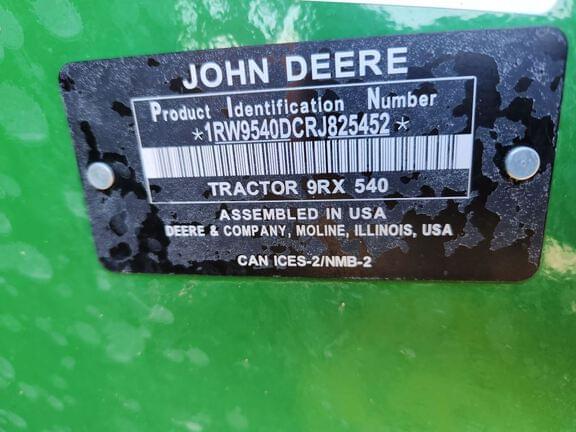 JOHN DEERE
Product Identification Number
*1RW9540DCRJ825452*
TRACTOR 9RX 540
ASSEMBLED IN USA
DEERE & COMPANY, MOLINE, ILLINOIS, USA
CAN ICES-2/NMB-2